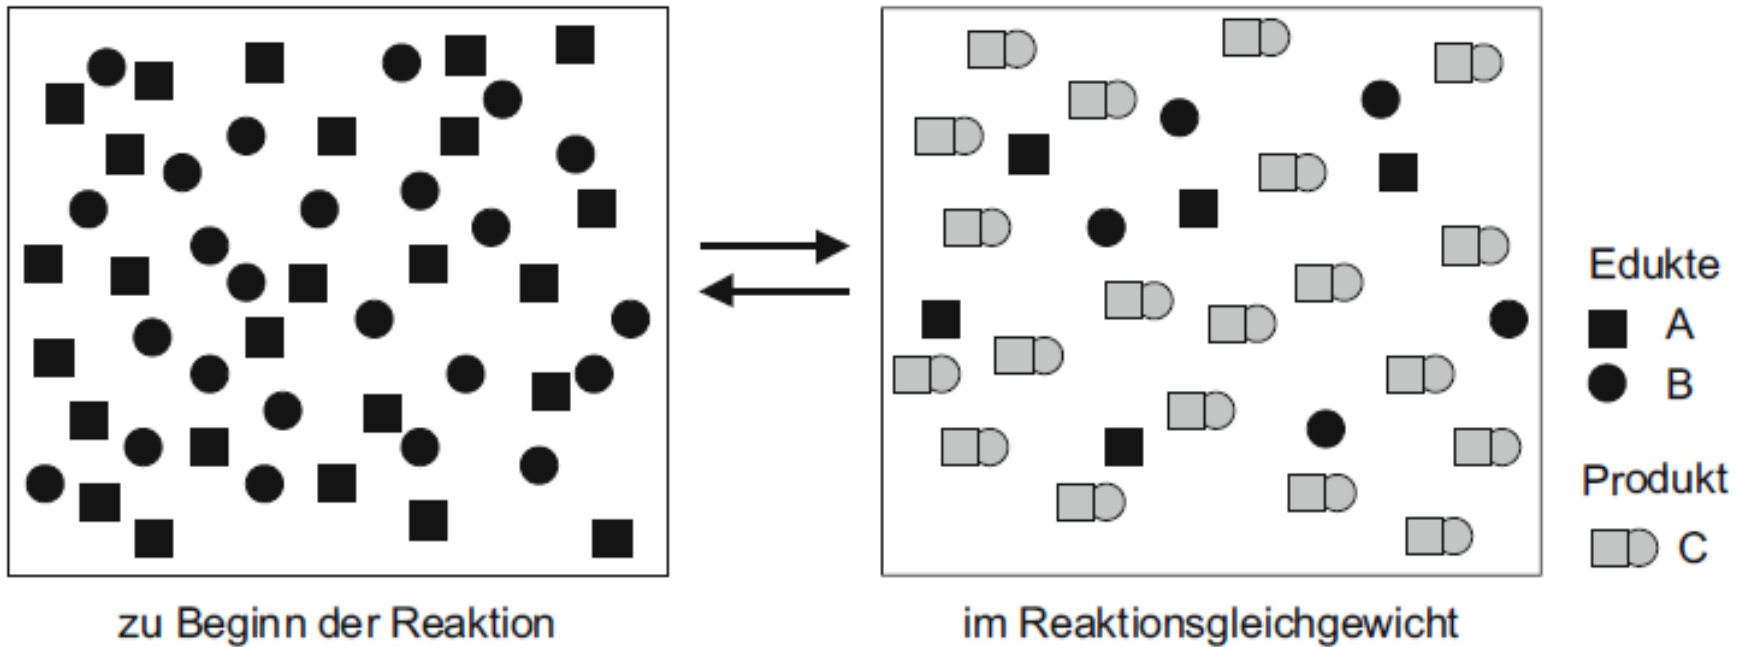 Edukte
A
B
Produkt
C
zu Beginn der Reaktion
im Reaktionsgleichgewicht